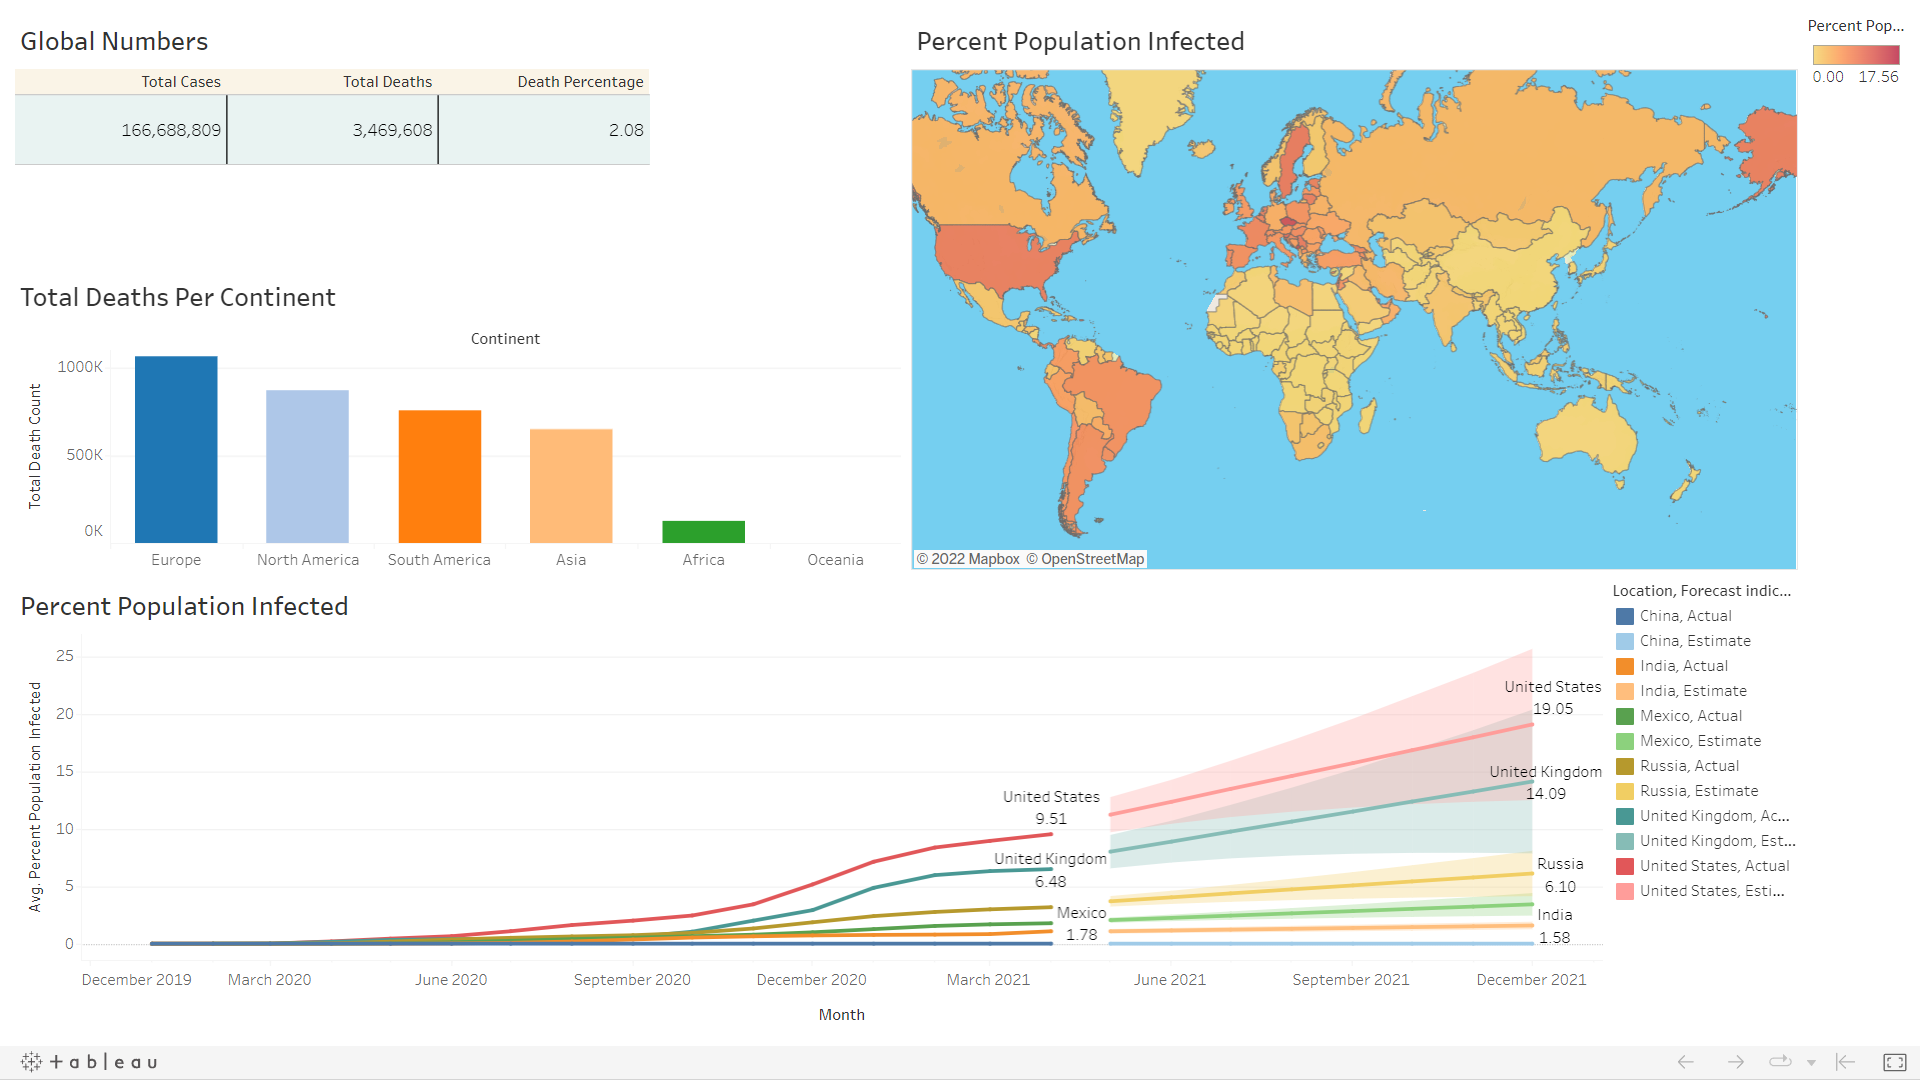 Global Numbers
Total Cases Total Deaths Death Percentage
166,688,809 3,469,608 2.08
Total Deaths Per Continent
Continent
Total Death Count
1000K
500K
0K
Europe North America South America Asia Africa Oceania
Percent Population Infected
© 2022 Mapbox © OpenStreetMap
Percent Pop...
0.00 17.56
Percent Population Infected
Avg. Percent Population Infected
25
20
15
10
5
0
United States
9.51
United Kingdom
6.48
Mexico
1.78
United States
19.05
United Kingdom
14.09
Russia
6.10
India
1.58
December 2019 March 2020 June 2020 September 2020 December 2020 March 2021 June 2021 September 2021 December 2021
Month
Location, Forecast indic...
China, Actual
China, Estimate
India, Actual
India, Estimate
Mexico, Actual
Mexico, Estimate
Russia, Actual
Russia, Estimate
United Kingdom, Ac...
United Kingdom, Est...
United States, Actual
United States, Esti...
+ a b l e a u